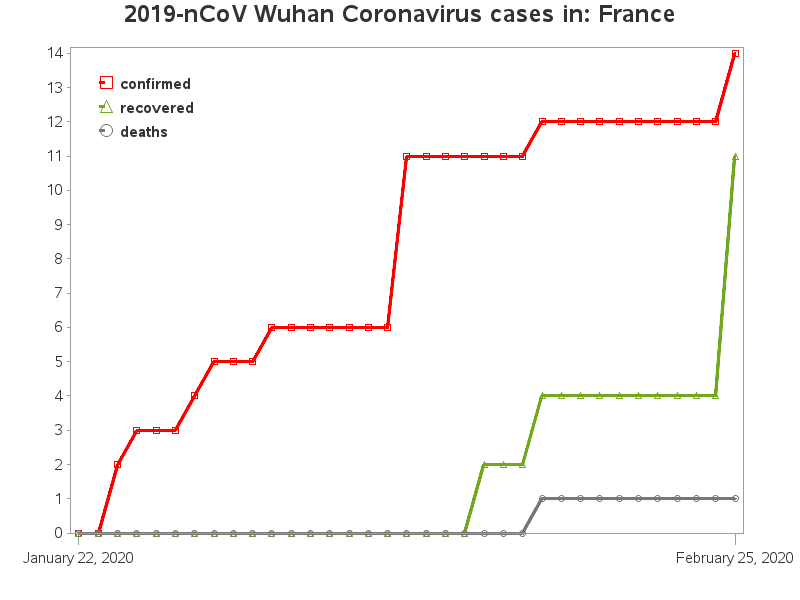 2019-nCoV Wuhan Coronavirus cases in: France
14
13
12
11
10
9
8
7
6
5
4
3
2
1
0
confirmed
recovered
deaths
January 22, 2020
February 25, 2020